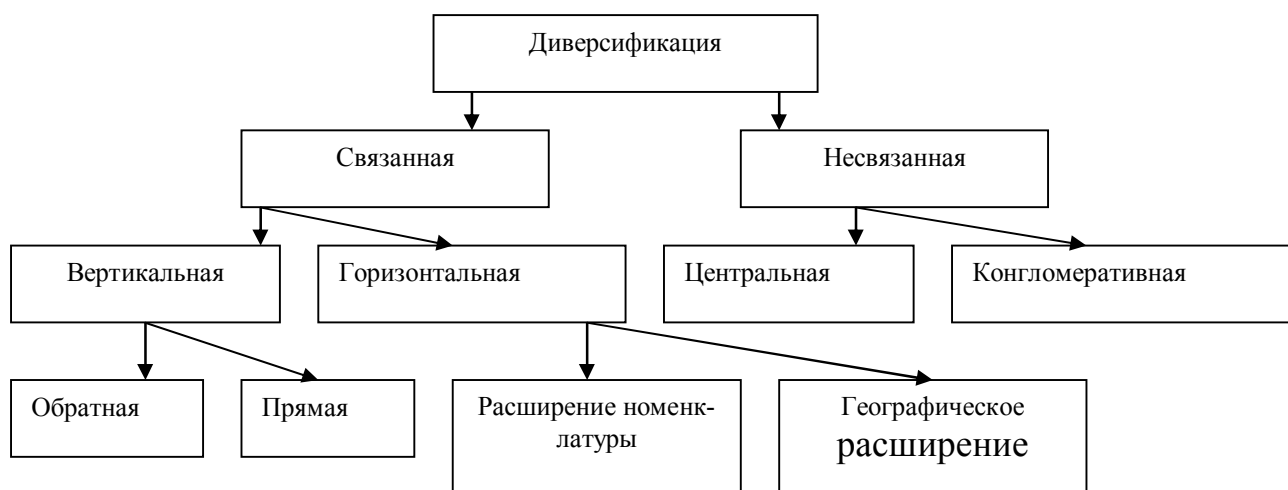 Диверсификация
Связанная
Несвязанная
Вертикальная
Горизонтальная
Центральная
Конгломеративная
Обратная
Прямая
Расширение номенк-
латуры
Географическое
расширение